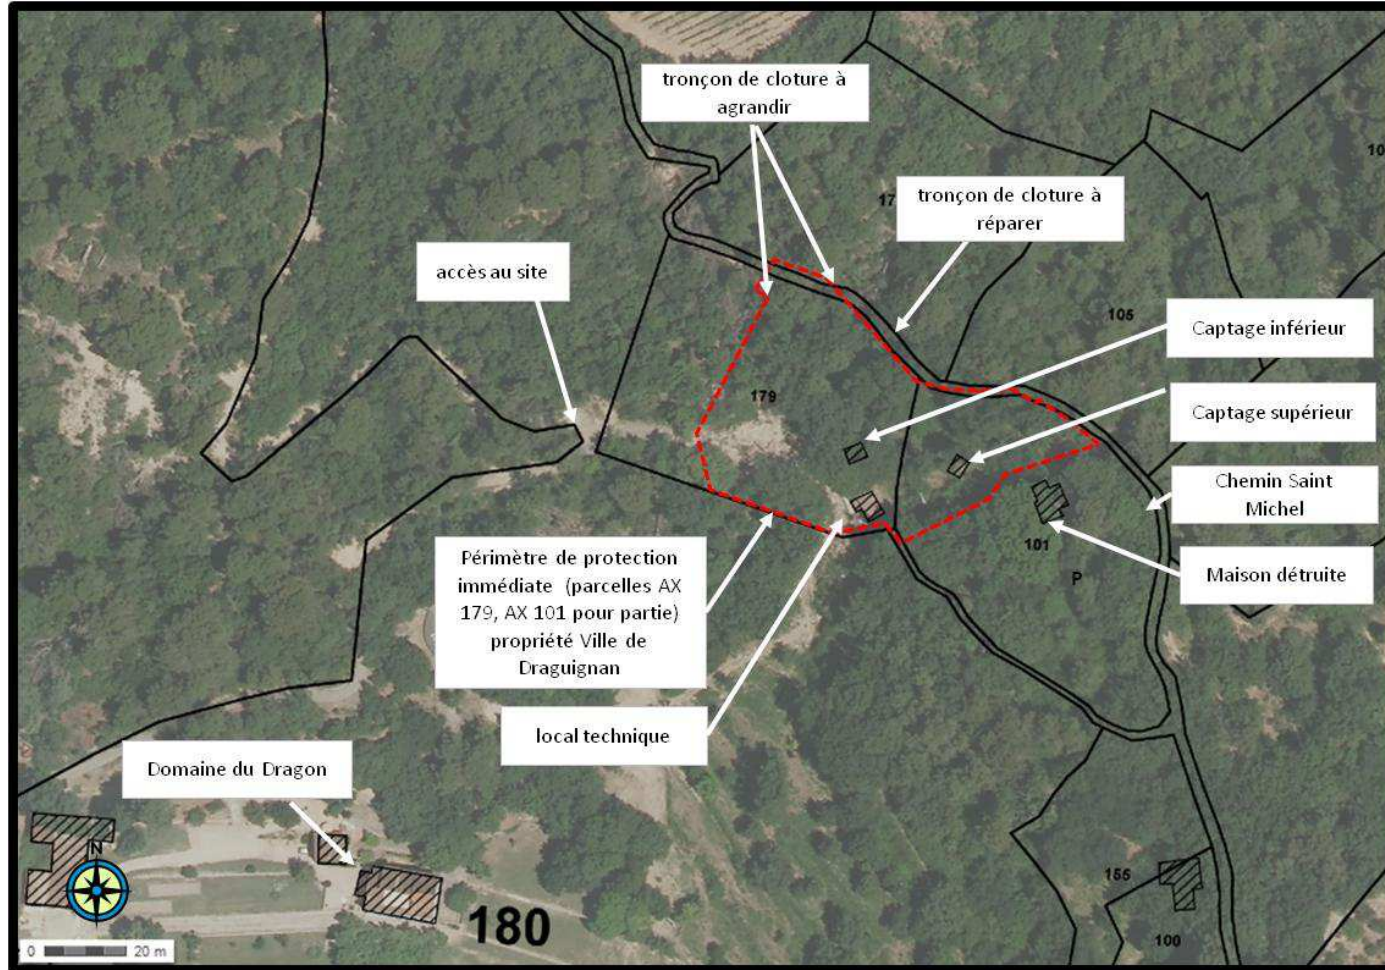 tronçon de cloture à
agrandir
tronçon de cloture à
réparer
accès au site
105
Captage inférieur
179
Captage supérieur
Chemin Saint
Michel
101
P
Maison détruite
Périmètre de protection
immédiate (parcelles AX
179, AX 101 pour partie)
propriété Ville de
Draguignan
local technique
Domaine du Dragon
N
155
180
100
0 20 m